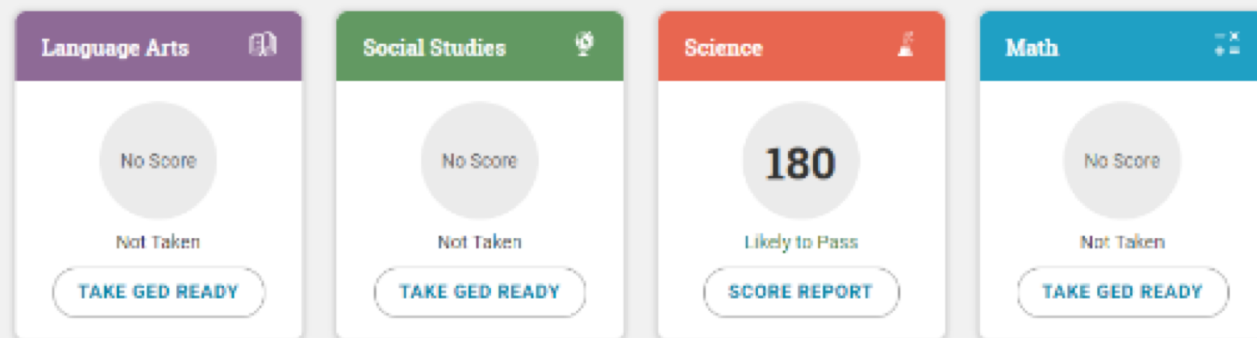 Language Arts
No Score
Not Taken
TAKE GED READY
Social Studies
No Score
Not Taken
TAKE GED READY
Science
180
Likely to Pass
SCORE REPORT
Math
No Score
Not Taken
TAKE GED READY